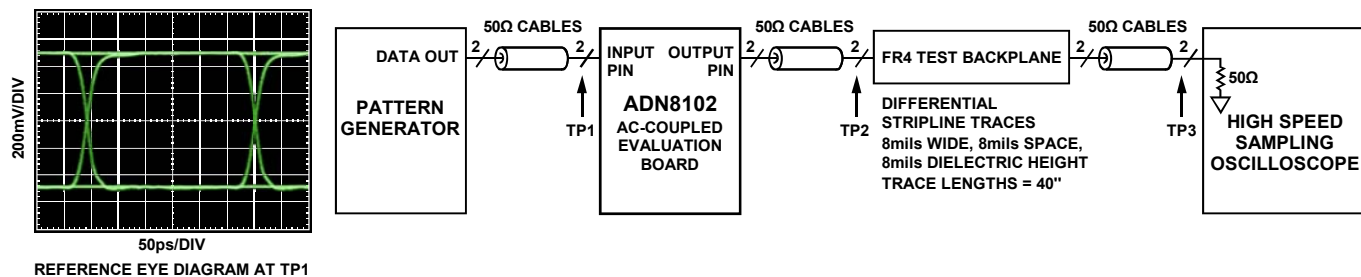 200mV/DIV
50ps/DIV
REFERENCE EYE DIAGRAM AT TP1
DATA OUT
PATTERN
GENERATOR
50Ω CABLES
2
2
TP1
INPUT
PIN
OUTPUT
PIN
ADN8102
AC-COUPLED
EVALUATION
BOARD
50Ω CABLES
2
2
TP2
FR4 TEST BACKPLANE
DIFFERENTIAL
STRIPLINE TRACES
8mils WIDE, 8mils SPACE,
8mils DIELECTRIC HEIGHT
TRACE LENGTHS = 40"
50Ω CABLES
2
2
TP3
50Ω
HIGH SPEED
SAMPLING
OSCILLOSCOPE